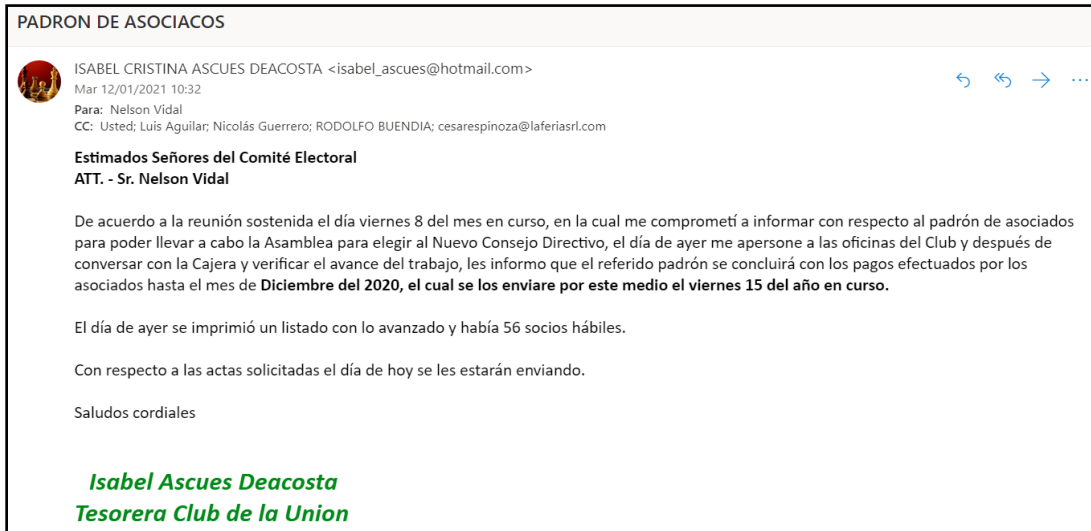 PADRON DE ASOCIACOS
ISABEL CRISTINA ASCUES DEACOSTA <isabel_ascues@hotmail.com>
Mar 12/01/2021 10:32
Para: Nelson Vidal
CC: Usted; Luis Aguilar; Nicolás Guerrero; RODOLFO BUENDIA; cesarespinoza@laferiasrl.com
Estimados Señores del Comité Electoral
ATT. - Sr. Nelson Vidal
De acuerdo a la reunión sostenida el día viernes 8 del mes en curso, en la cual me comprometí a informar con respecto al padrón de asociados
para poder llevar a cabo la Asamblea para elegir al Nuevo Consejo Directivo, el día de ayer me apersone a las oficinas del Club y después de
conversar con la Cajera y verificar el avance del trabajo, les informo que el referido padrón se concluirá con los pagos efectuados por los
asociados hasta el mes de Diciembre del 2020, el cual se los enviare por este medio el viernes 15 del año en curso.
El día de ayer se imprimió un listado con lo avanzado y había 56 socios hábiles.
Con respecto a las actas solicitadas el día de hoy se les estarán enviando.
Saludos cordiales
Isabel Ascues Deacosta
Tesorera Club de la Union